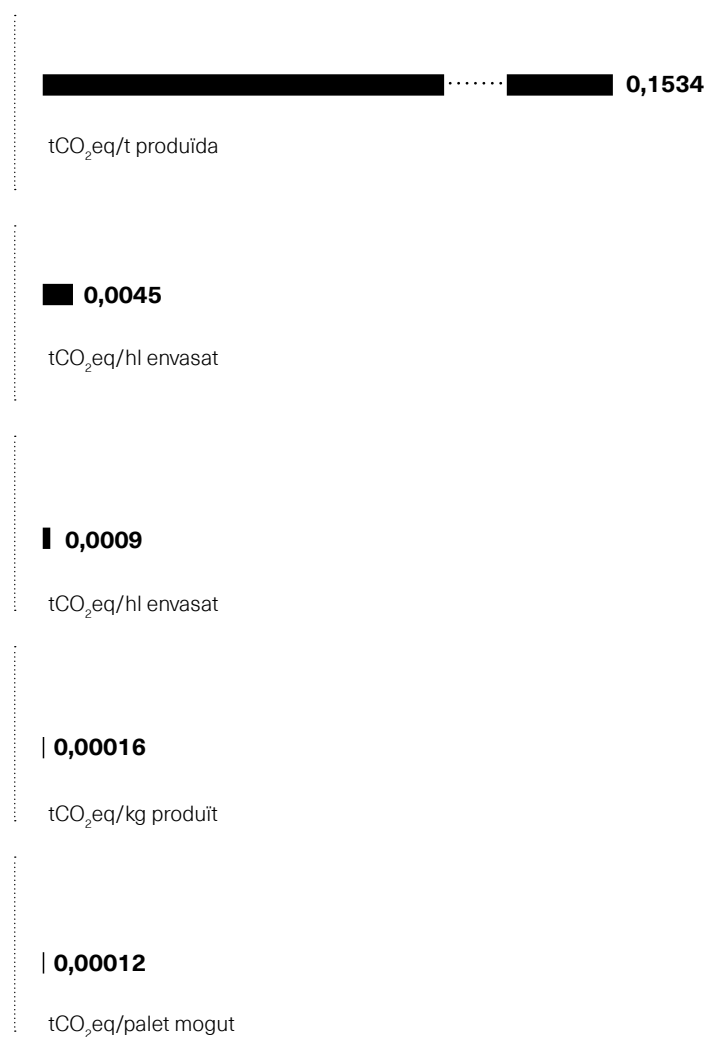 0,1534
tCO₂eq/t produïda
0,0045
tCO₂eq/hl envasat
0,0009
tCO₂eq/hl envasat
0,00016
tCO₂eq/kg produït
0,00012
tCO₂eq/palet mogut